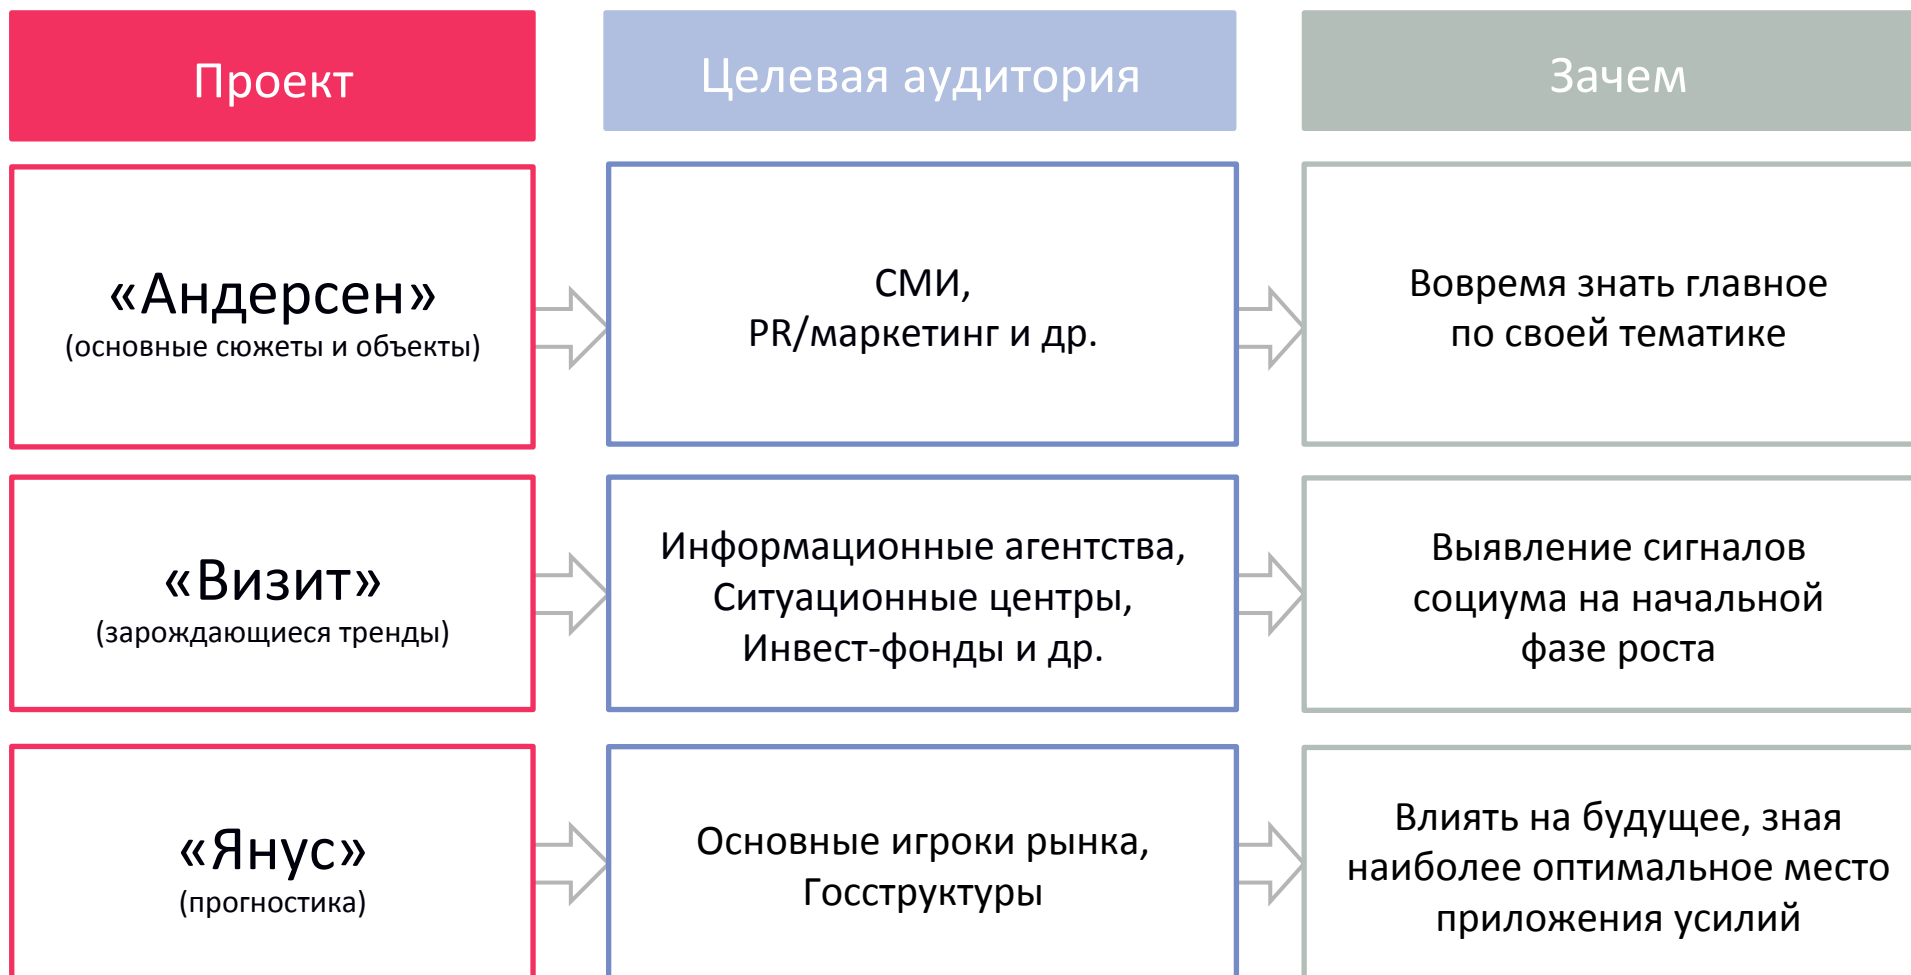 Проект
Целевая аудитория
Зачем
«Андерсен»
(основные сюжеты и объекты)
СМИ,
PR/маркетинг и др.
Вовремя знать главное
по своей тематике
«Визит»
(зарождающиеся тренды)
Информационные агентства,
Ситуационные центры,
Инвест-фонды и др.
Выявление сигналов
социума на начальной
фазе роста
«Янус»
(прогностика)
Основные игроки рынка,
Госструктуры
Влиять на будущее, зная
наиболее оптимальное место
приложения усилий